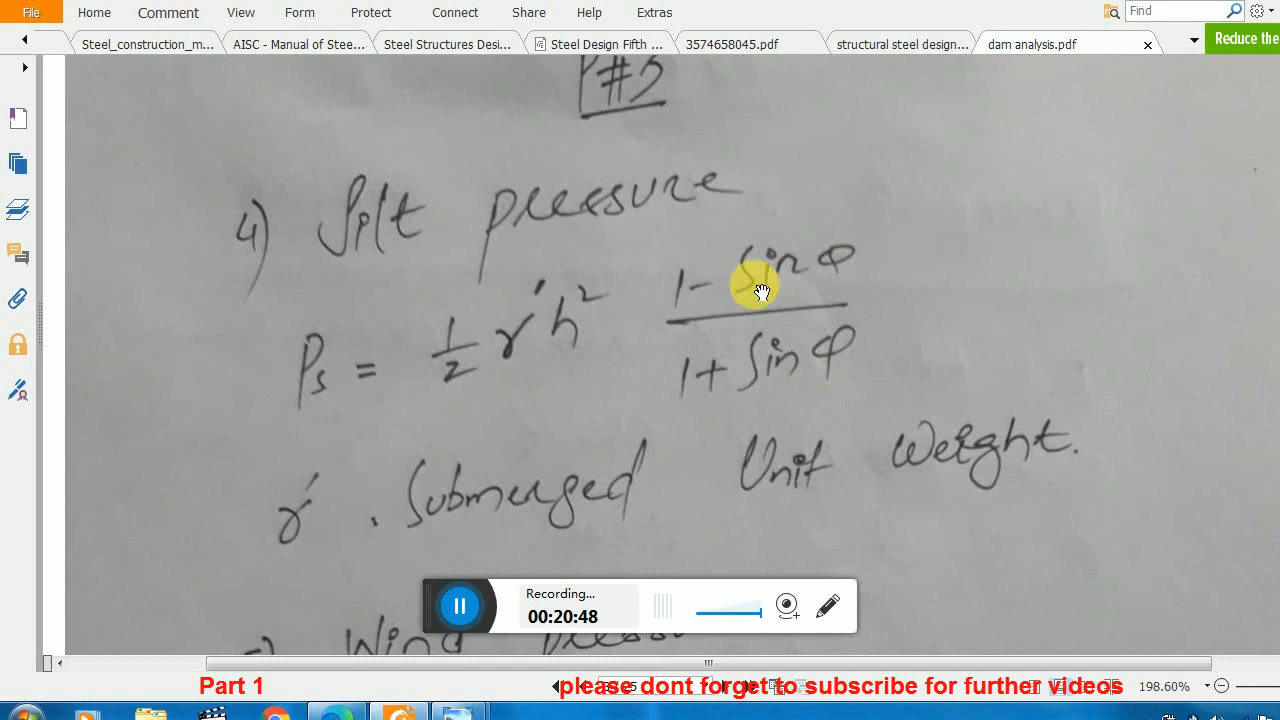 File Home Comment View Form Protect Connect Share Help Extras Find
Steel_construction_m... AISC - Manual of Stee... Steel Structures Desi... Steel Design Fifth ... 3574658045.pdf structural steel design... dam analysis.pdf Reduce the
P#3
4) Silt pressure
Ps = 1/2 γ'h² (1 - Sin φ)/(1 + Sin φ)
γ' . Submerged Unit Weight.
Wind
Recording...
00:20:48
Part 1 please dont forget to subscribe for further videos
198.60%